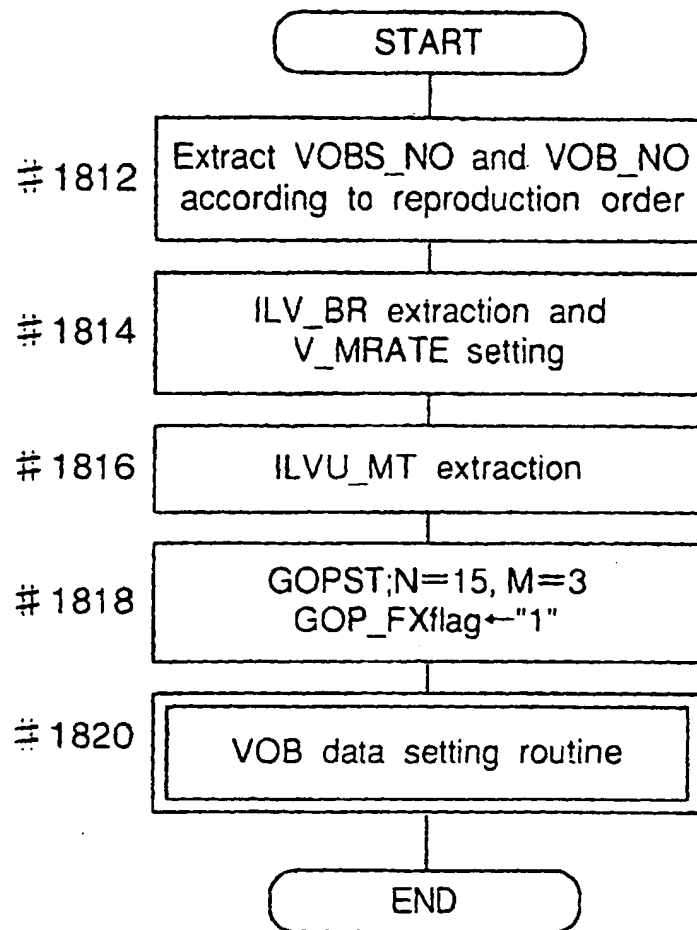 START
#1812
Extract VOBS_NO and VOB_NO
according to reproduction order
#1814
ILV_BR extraction and
V_MRATE setting
#1816
ILVU_MT extraction
#1818
GOPST;N=15, M=3
GOP_FXflag←"1"
#1820
VOB data setting routine
END